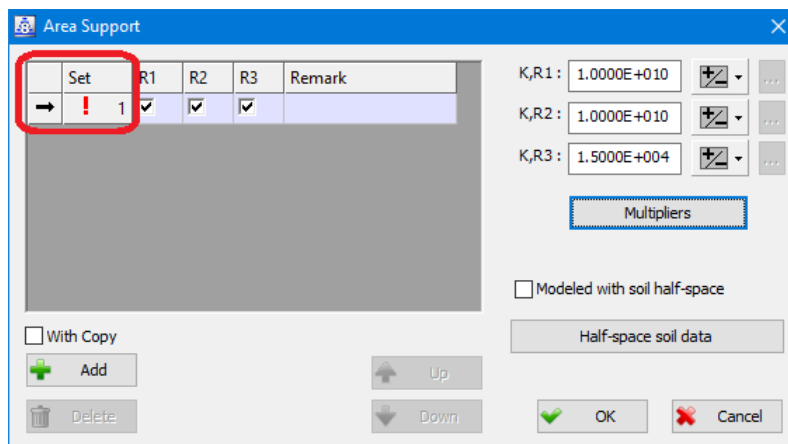 Area Support
Set R1 R2 R3 Remark
! 1
K,R1: 1.0000E+010 ...
K,R2: 1.0000E+010 ...
K,R3: 1.5000E+004 ...
Multipliers
Modeled with soil half-space
Half-space soil data
With Copy
Add
Up
Delete
Down
OK
Cancel